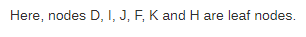 Here, nodes D, I, J, F, K and H are leaf nodes.